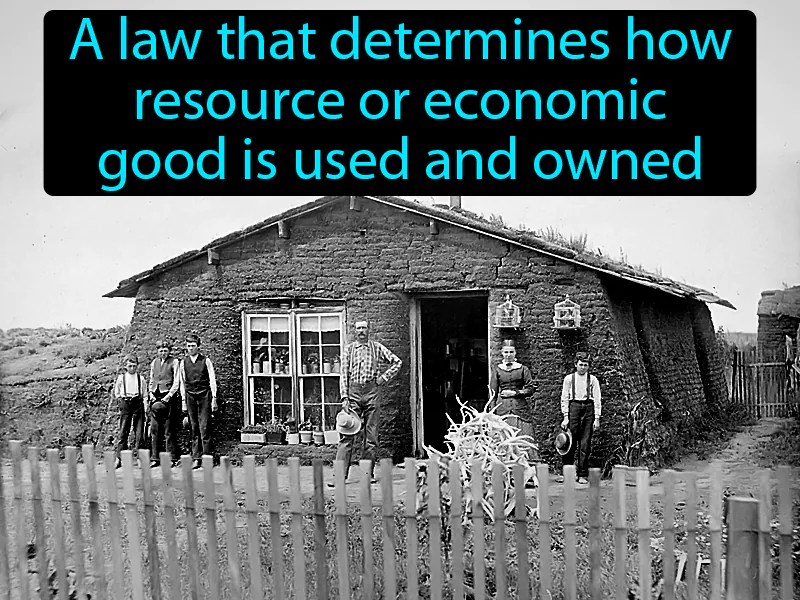 A law that determines how
resource or economic
good is used and owned